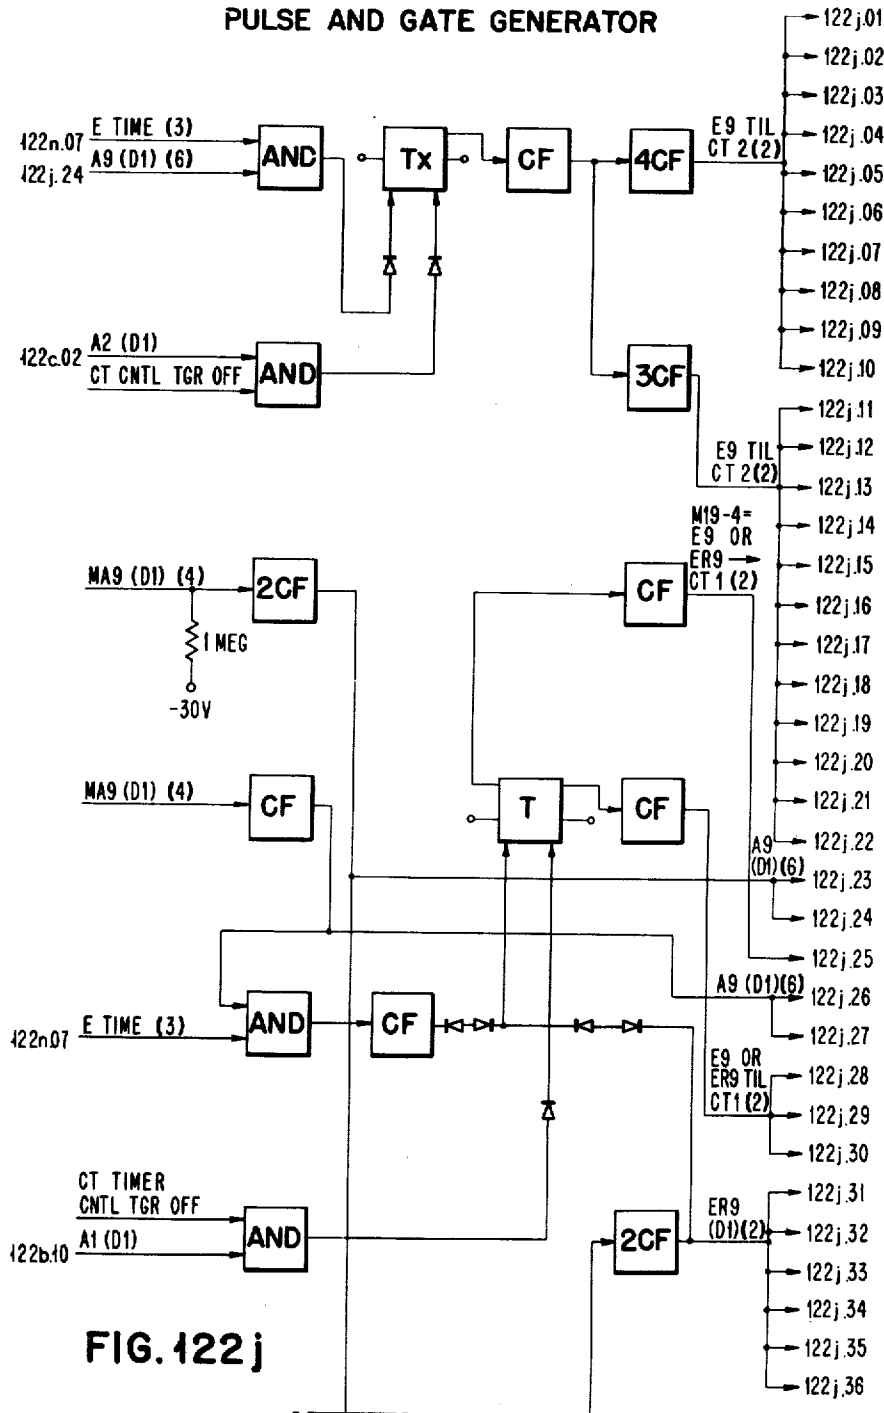 PULSE AND GATE GENERATOR
122j.01
122j.02
122j.03
122j.04
122j.05
122j.06
122j.07
122j.08
122j.09
122j.10
122n.07
E TIME (3)
122j.24
A9 (D1) (6)
AND
Tx
CF
4CF
E9 TIL
CT 2(2)
122c.02
A2 (D1)
CT CNTL TGR OFF
AND
3CF
E9 TIL
CT 2(2)
122j.11
122j.12
122j.13
122j.14
122j.15
122j.16
122j.17
122j.18
122j.19
122j.20
122j.21
122j.22
MA9 (D1) (4)
2CF
1 MEG
-30V
CF
M19-4=
E9 OR
ER9
CT 1(2)
MA9 (D1) (4)
CF
T
CF
A9
(D1)(6)
122j.23
122j.24
122j.25
A9 (D1)(6)
122j.26
122j.27
122n.07
E TIME (3)
AND
CF
E9 OR
ER9 TIL
CT1(2)
122j.28
122j.29
122j.30
CT TIMER
CNTL TGR OFF
122b.10
A1 (D1)
AND
2CF
ER9
(D1)(2)
122j.31
122j.32
122j.33
122j.34
122j.35
122j.36
FIG. 122j